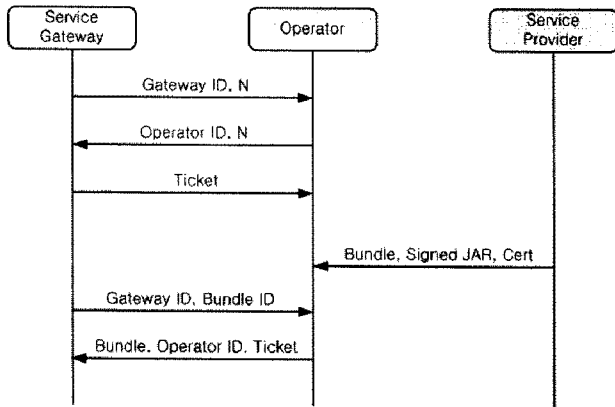 Service
Gateway
Operator
Service
Provider
Gateway ID, N
Operator ID, N
Ticket
Bundle, Signed JAR, Cert
Gateway ID, Bundle ID
Bundle, Operator ID, Ticket